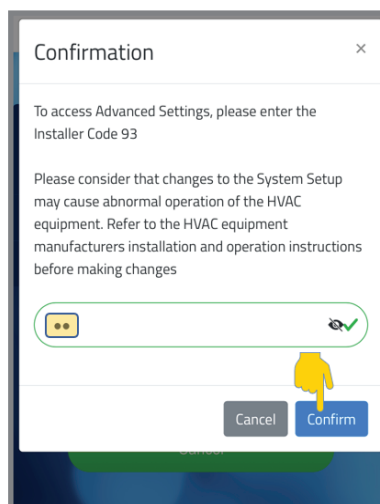 Confirmation ×
To access Advanced Settings, please enter the
Installer Code 93
Please consider that changes to the System Setup
may cause abnormal operation of the HVAC
equipment. Refer to the HVAC equipment
manufacturers installation and operation instructions
before making changes
••
Cancel Confirm